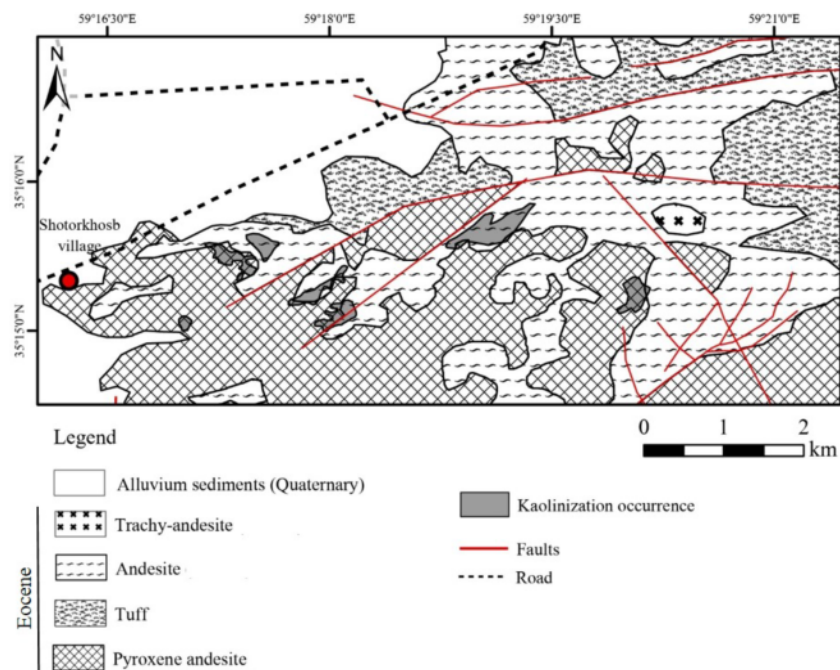 59°16'30"E 59°18'0"E 59°19'30"E 59°21'0"E
N
35°16'0"N
Shotorkhosb
village
35°15'0"N
Legend
0 1 2
km
Alluvium sediments (Quaternary)
Trachy-andesite
Kaolinization occurrence
Andesite
Faults
Road
Tuff
Eocene
Pyroxene andesite